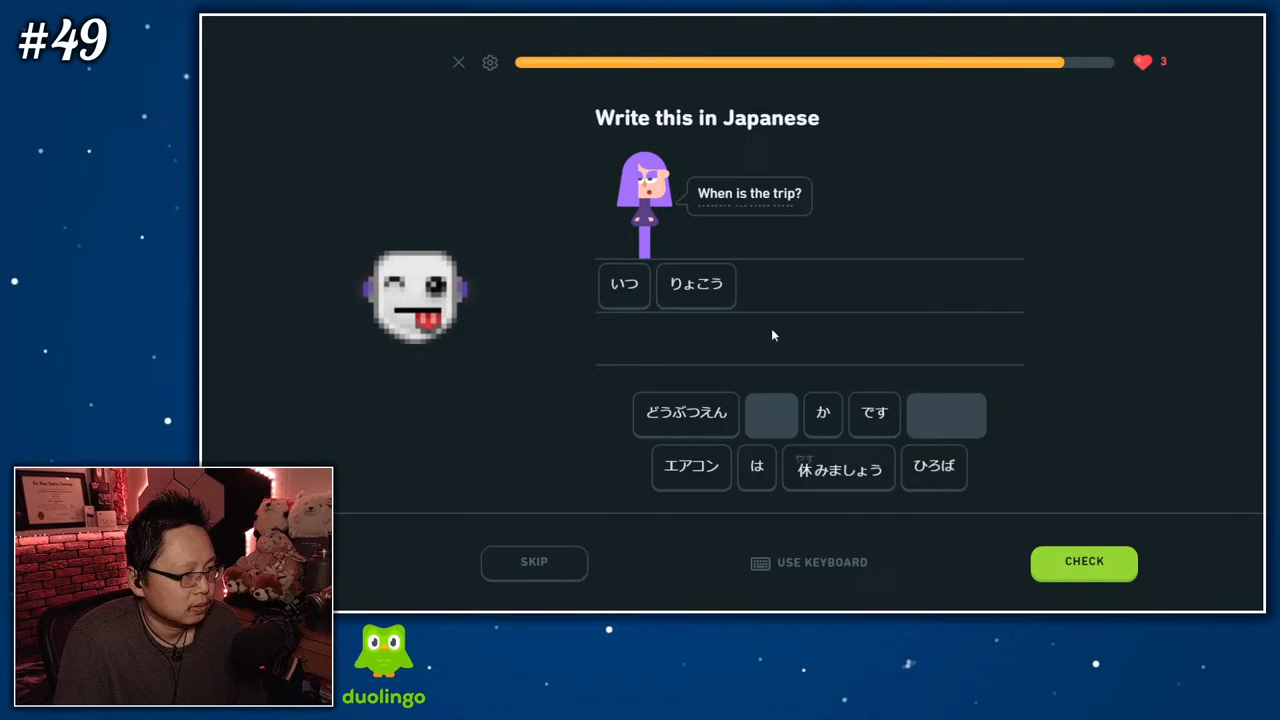 #49
3
Write this in Japanese
When is the trip?
いつ りょこう
どうぶつえん か です
エアコン は 休みましょう ひろば
やす
SKIP USE KEYBOARD CHECK
duolingo